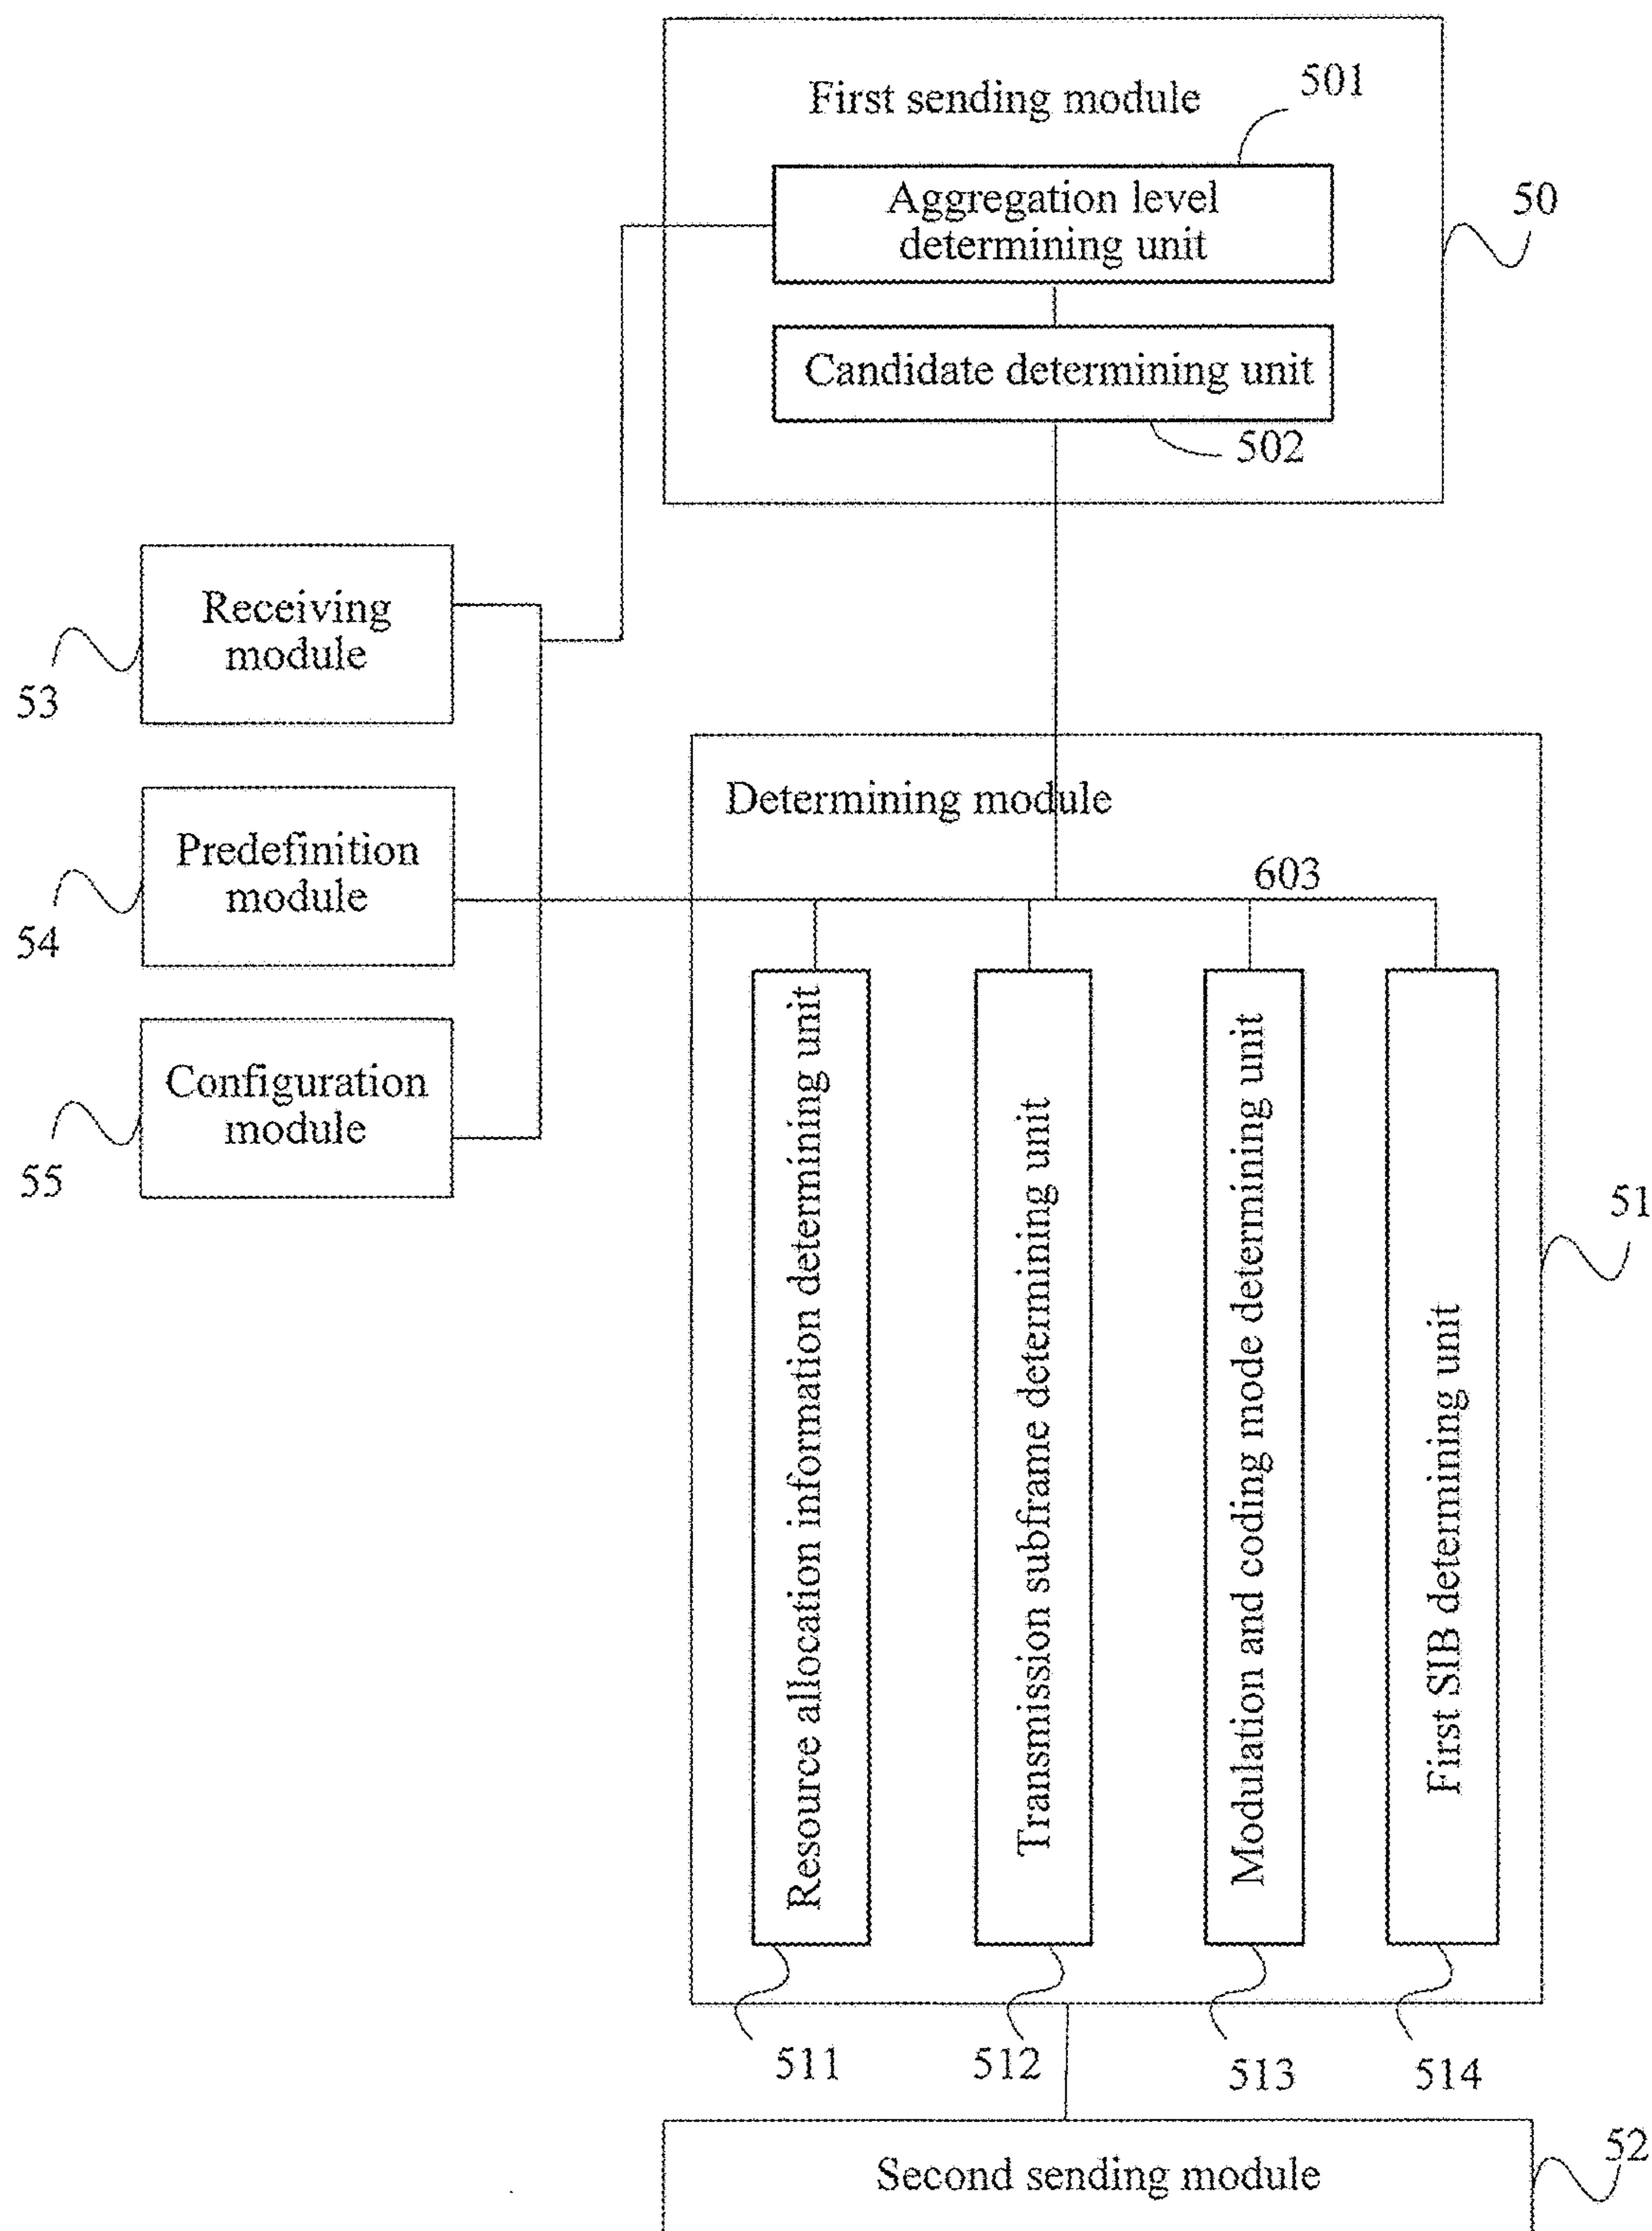 First sending module
501
Aggregation level
determining unit
50
Candidate determining unit
502
Receiving
module
53
Determining module
Predefinition
module
54
603
Configuration
module
55
Resource allocation information determining unit
Transmission subframe determining unit
Modulation and coding mode determining unit
First SIB determining unit
51
511
512
513
514
Second sending module
52